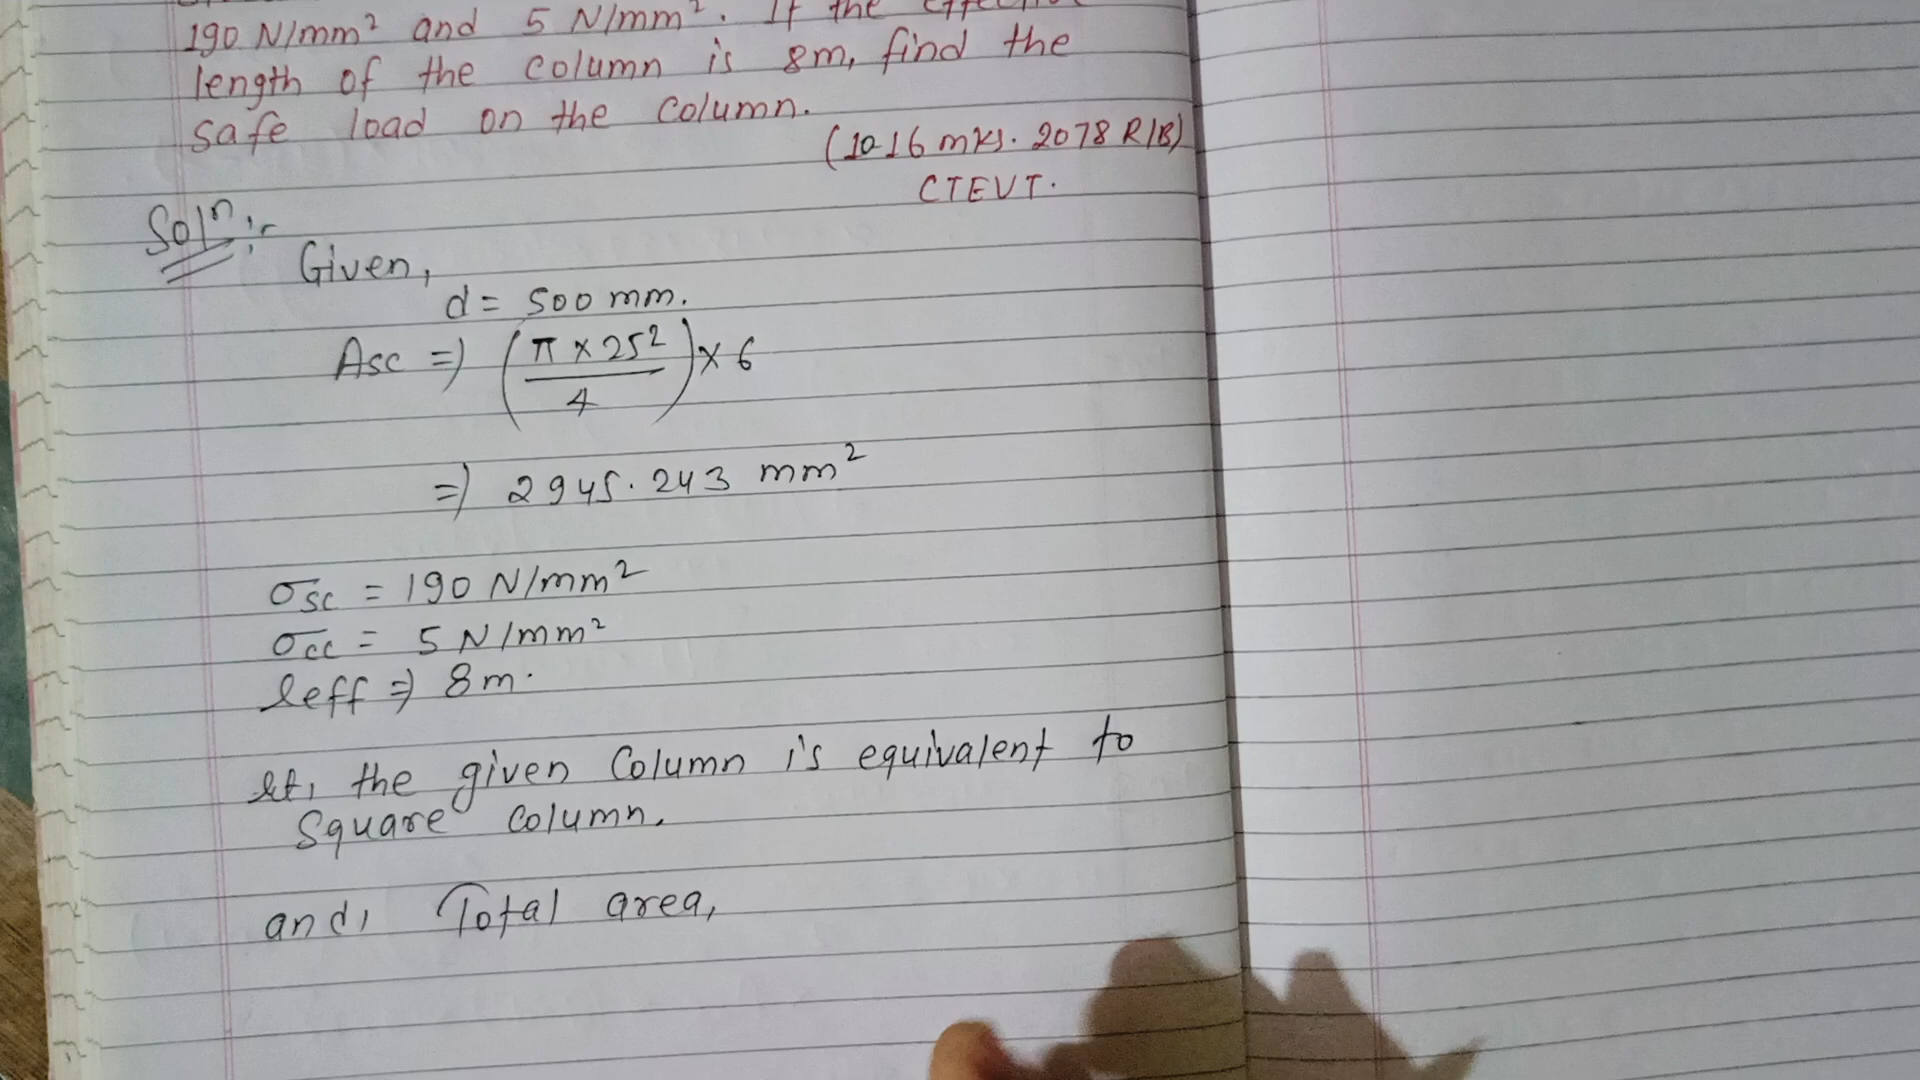 190 N/mm² and 5 N/mm². If the effective
length of the column is 8m, find the
safe load on the column.
(10-16 mks. 2078 R/B)
CTEVT.
Soln:-
Given,
d = 500 mm.
Asc => (π × 25² / 4) × 6
=> 2945.243 mm²
σsc = 190 N/mm²
σcc = 5 N/mm²
leff => 8m.
let, the given Column is equivalent to
Square column.
and, Total area,